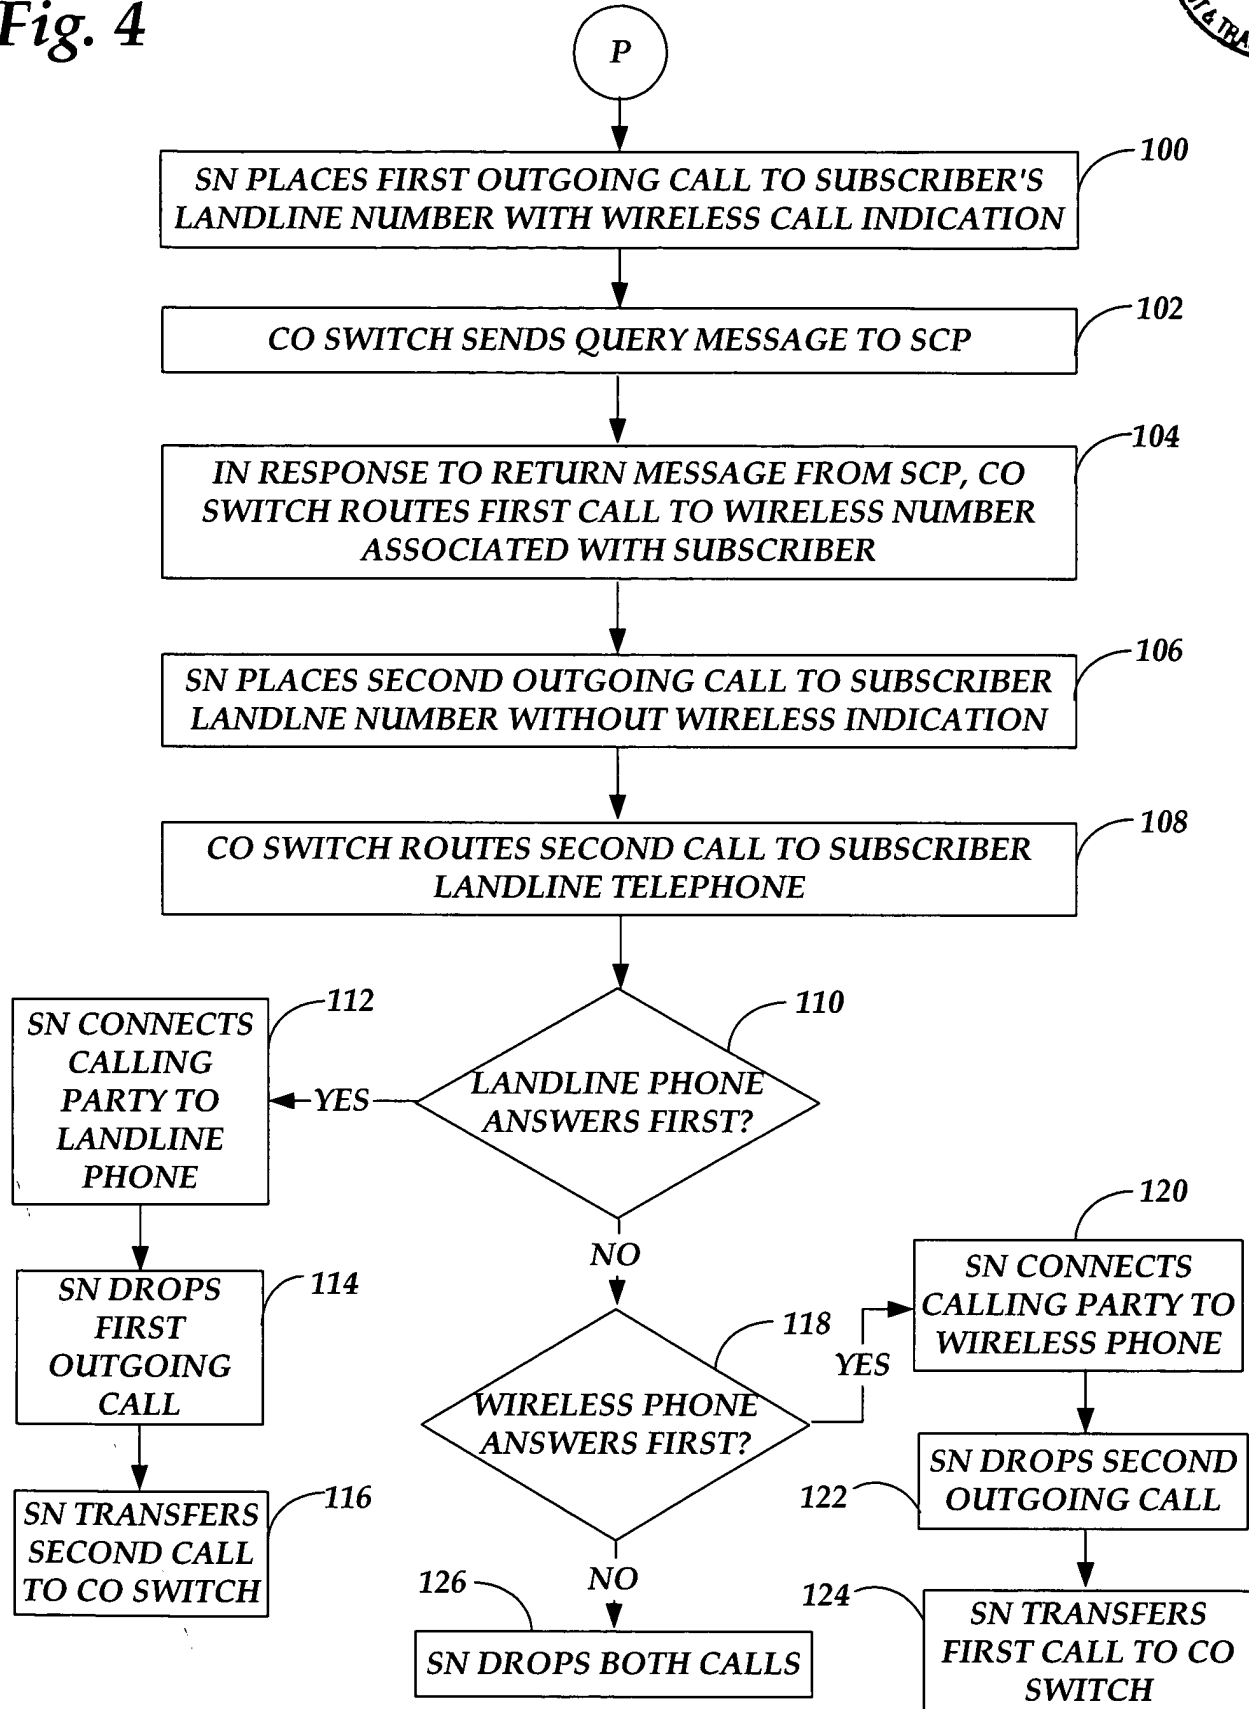 Fig. 4
P
100
SN PLACES FIRST OUTGOING CALL TO SUBSCRIBER'S
LANDLINE NUMBER WITH WIRELESS CALL INDICATION
102
CO SWITCH SENDS QUERY MESSAGE TO SCP
104
IN RESPONSE TO RETURN MESSAGE FROM SCP, CO
SWITCH ROUTES FIRST CALL TO WIRELESS NUMBER
ASSOCIATED WITH SUBSCRIBER
106
SN PLACES SECOND OUTGOING CALL TO SUBSCRIBER
LANDLNE NUMBER WITHOUT WIRELESS INDICATION
108
CO SWITCH ROUTES SECOND CALL TO SUBSCRIBER
LANDLINE TELEPHONE
110
LANDLINE PHONE
ANSWERS FIRST?
YES
112
SN CONNECTS
CALLING
PARTY TO
LANDLINE
PHONE
114
SN DROPS
FIRST
OUTGOING
CALL
116
SN TRANSFERS
SECOND CALL
TO CO SWITCH
NO
118
WIRELESS PHONE
ANSWERS FIRST?
YES
120
SN CONNECTS
CALLING PARTY TO
WIRELESS PHONE
122
SN DROPS SECOND
OUTGOING CALL
124
SN TRANSFERS
FIRST CALL TO CO
SWITCH
NO
126
SN DROPS BOTH CALLS